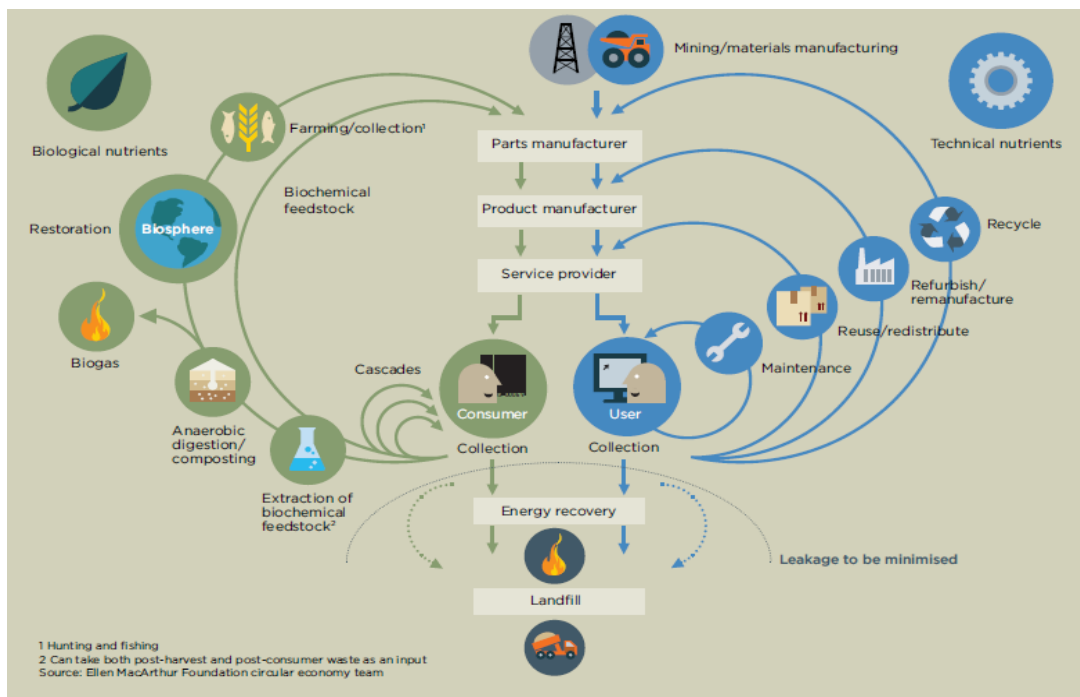 Mining/materials manufacturing
Biological nutrients
Farming/collection¹
Parts manufacturer
Technical nutrients
Biochemical
feedstock
Product manufacturer
Restoration
Biosphere
Recycle
Service provider
Refurbish/
remanufacture
Reuse/redistribute
Biogas
Cascades
Maintenance
Consumer
User
Anaerobic
digestion/
composting
Collection
Collection
Extraction of
biochemical
feedstock²
Energy recovery
Leakage to be minimised
Landfill
1 Hunting and fishing
2 Can take both post-harvest and post-consumer waste as an input
Source: Ellen MacArthur Foundation circular economy team